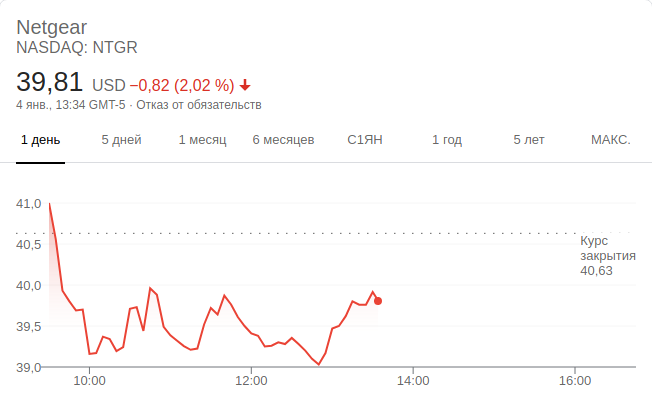 Netgear
NASDAQ: NTGR
39,81 USD −0,82 (2,02 %)
4 янв., 13:34 GMT-5 · Отказ от обязательств
1 день 5 дней 1 месяц 6 месяцев С1ЯН 1 год 5 лет МАКС.
41,0
40,5
40,0
39,5
39,0
Курс
закрытия
40,63
10:00 12:00 14:00 16:00